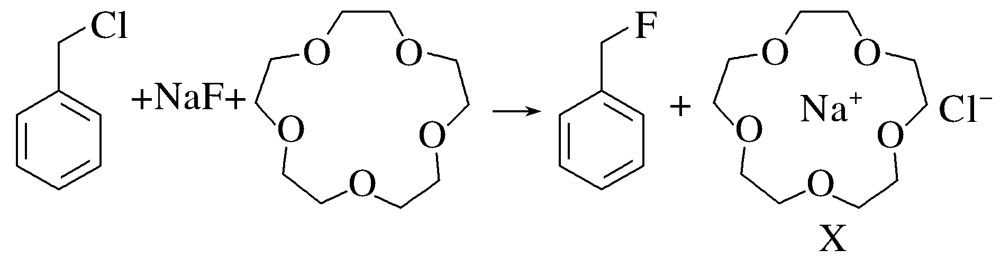 Cl F
O O O O
+NaF+ + Na⁺ Cl⁻
O O O O
O O
X